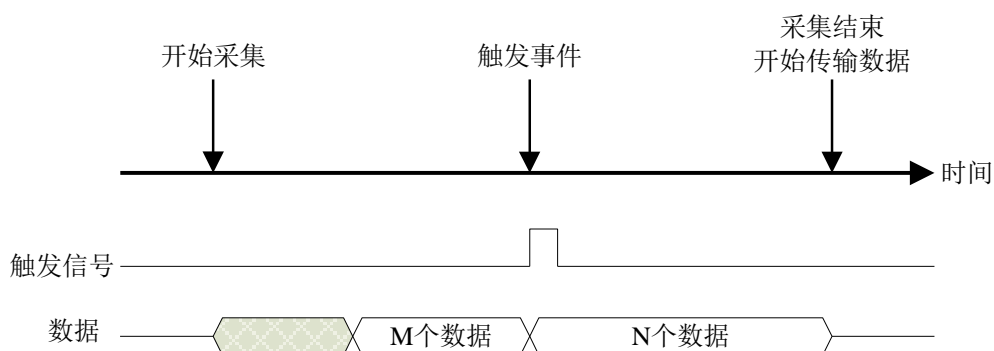 开始采集
触发事件
采集结束
开始传输数据
时间
触发信号
数据
M个数据
N个数据